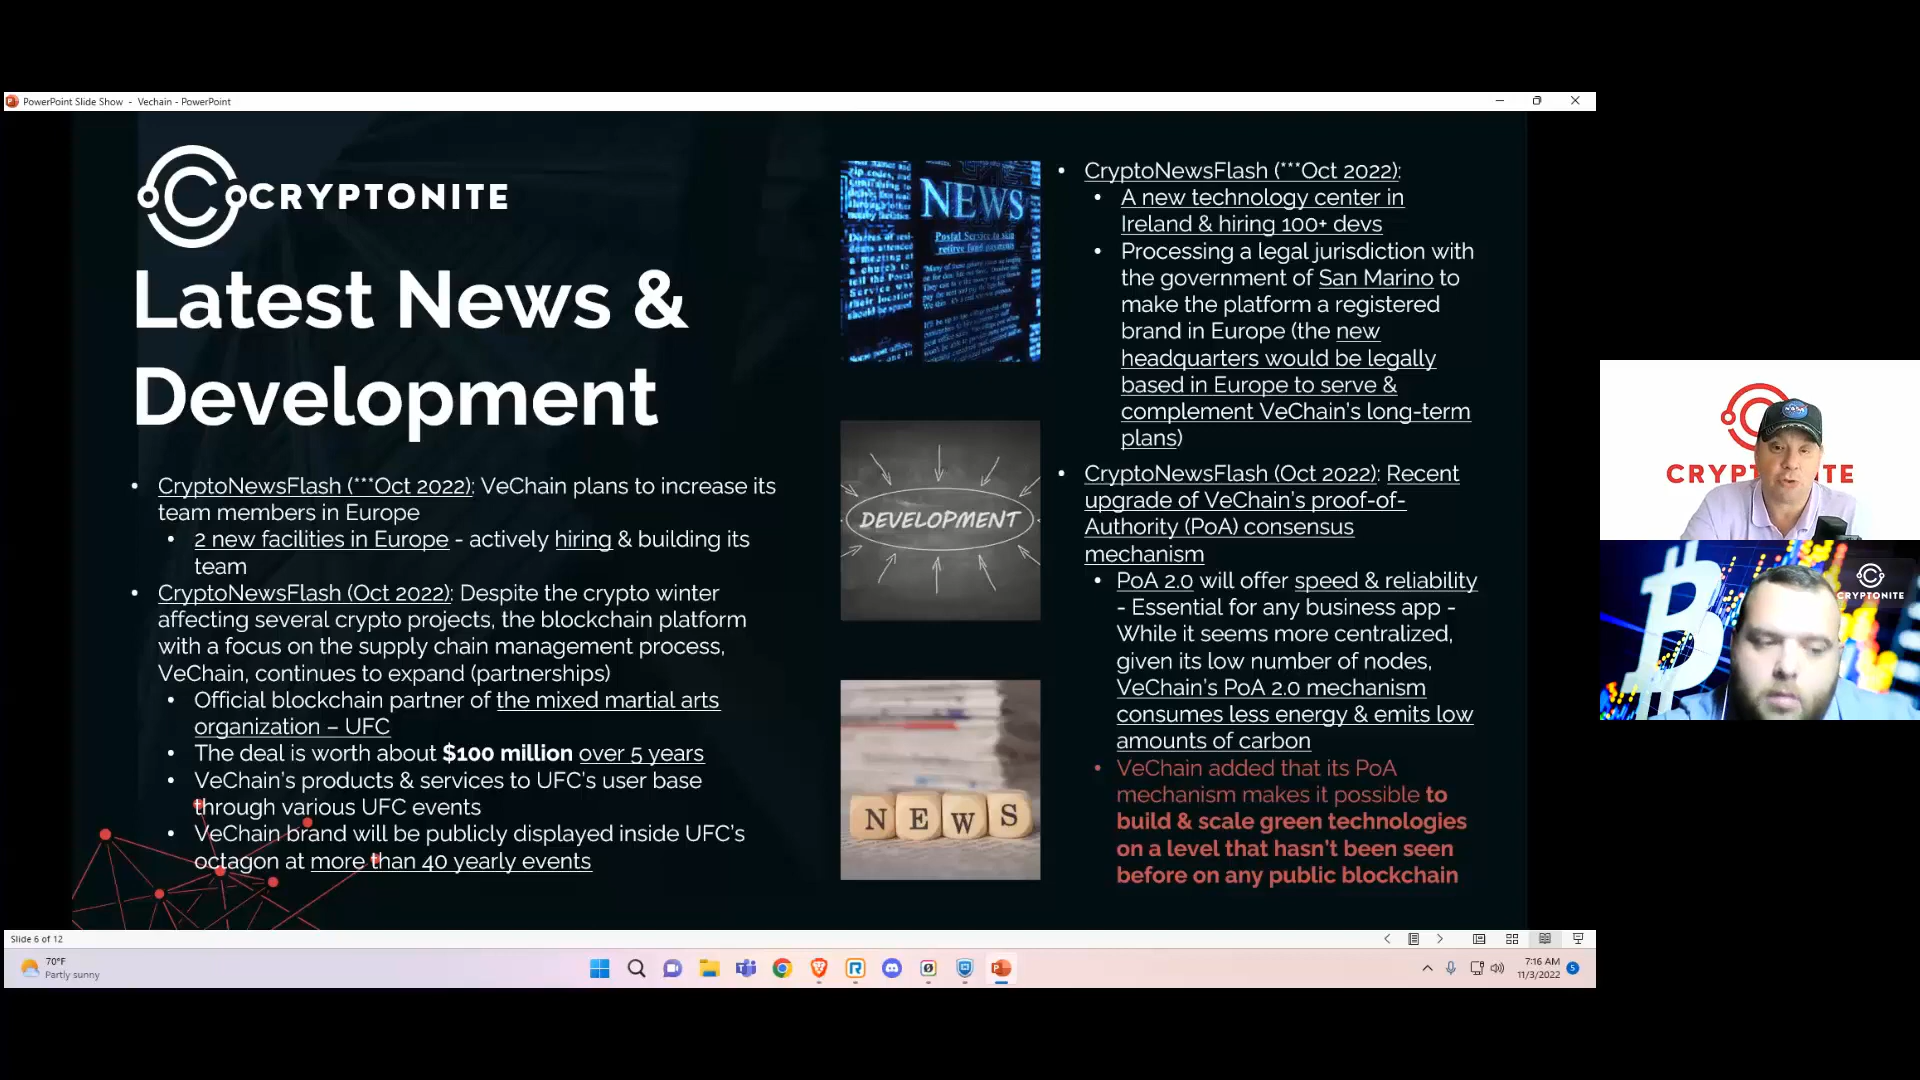 PowerPoint Slide Show - Vechain - PowerPoint
CRYPTONITE
Latest News &
Development
• CryptoNewsFlash (***Oct 2022): VeChain plans to increase its
team members in Europe
• 2 new facilities in Europe - actively hiring & building its
team
• CryptoNewsFlash (Oct 2022): Despite the crypto winter
affecting several crypto projects, the blockchain platform
with a focus on the supply chain management process,
VeChain, continues to expand (partnerships)
• Official blockchain partner of the mixed martial arts
organization – UFC
• The deal is worth about $100 million over 5 years
• VeChain's products & services to UFC's user base
through various UFC events
• VeChain brand will be publicly displayed inside UFC's
octagon at more than 40 yearly events
NEWS
Postal Service to skip
retiree fund payments
DEVELOPMENT
NEWS
• CryptoNewsFlash (***Oct 2022):
• A new technology center in
Ireland & hiring 100+ devs
• Processing a legal jurisdiction with
the government of San Marino to
make the platform a registered
brand in Europe (the new
headquarters would be legally
based in Europe to serve &
complement VeChain's long-term
plans)
• CryptoNewsFlash (Oct 2022): Recent
upgrade of VeChain's proof-of-
Authority (PoA) consensus
mechanism
• PoA 2.0 will offer speed & reliability
- Essential for any business app -
While it seems more centralized,
given its low number of nodes,
VeChain's PoA 2.0 mechanism
consumes less energy & emits low
amounts of carbon
• VeChain added that its PoA
mechanism makes it possible to
build & scale green technologies
on a level that hasn't been seen
before on any public blockchain
NASA
CRYPTONITE
Slide 6 of 12
70°F
Partly sunny
7:16 AM
11/3/2022
5